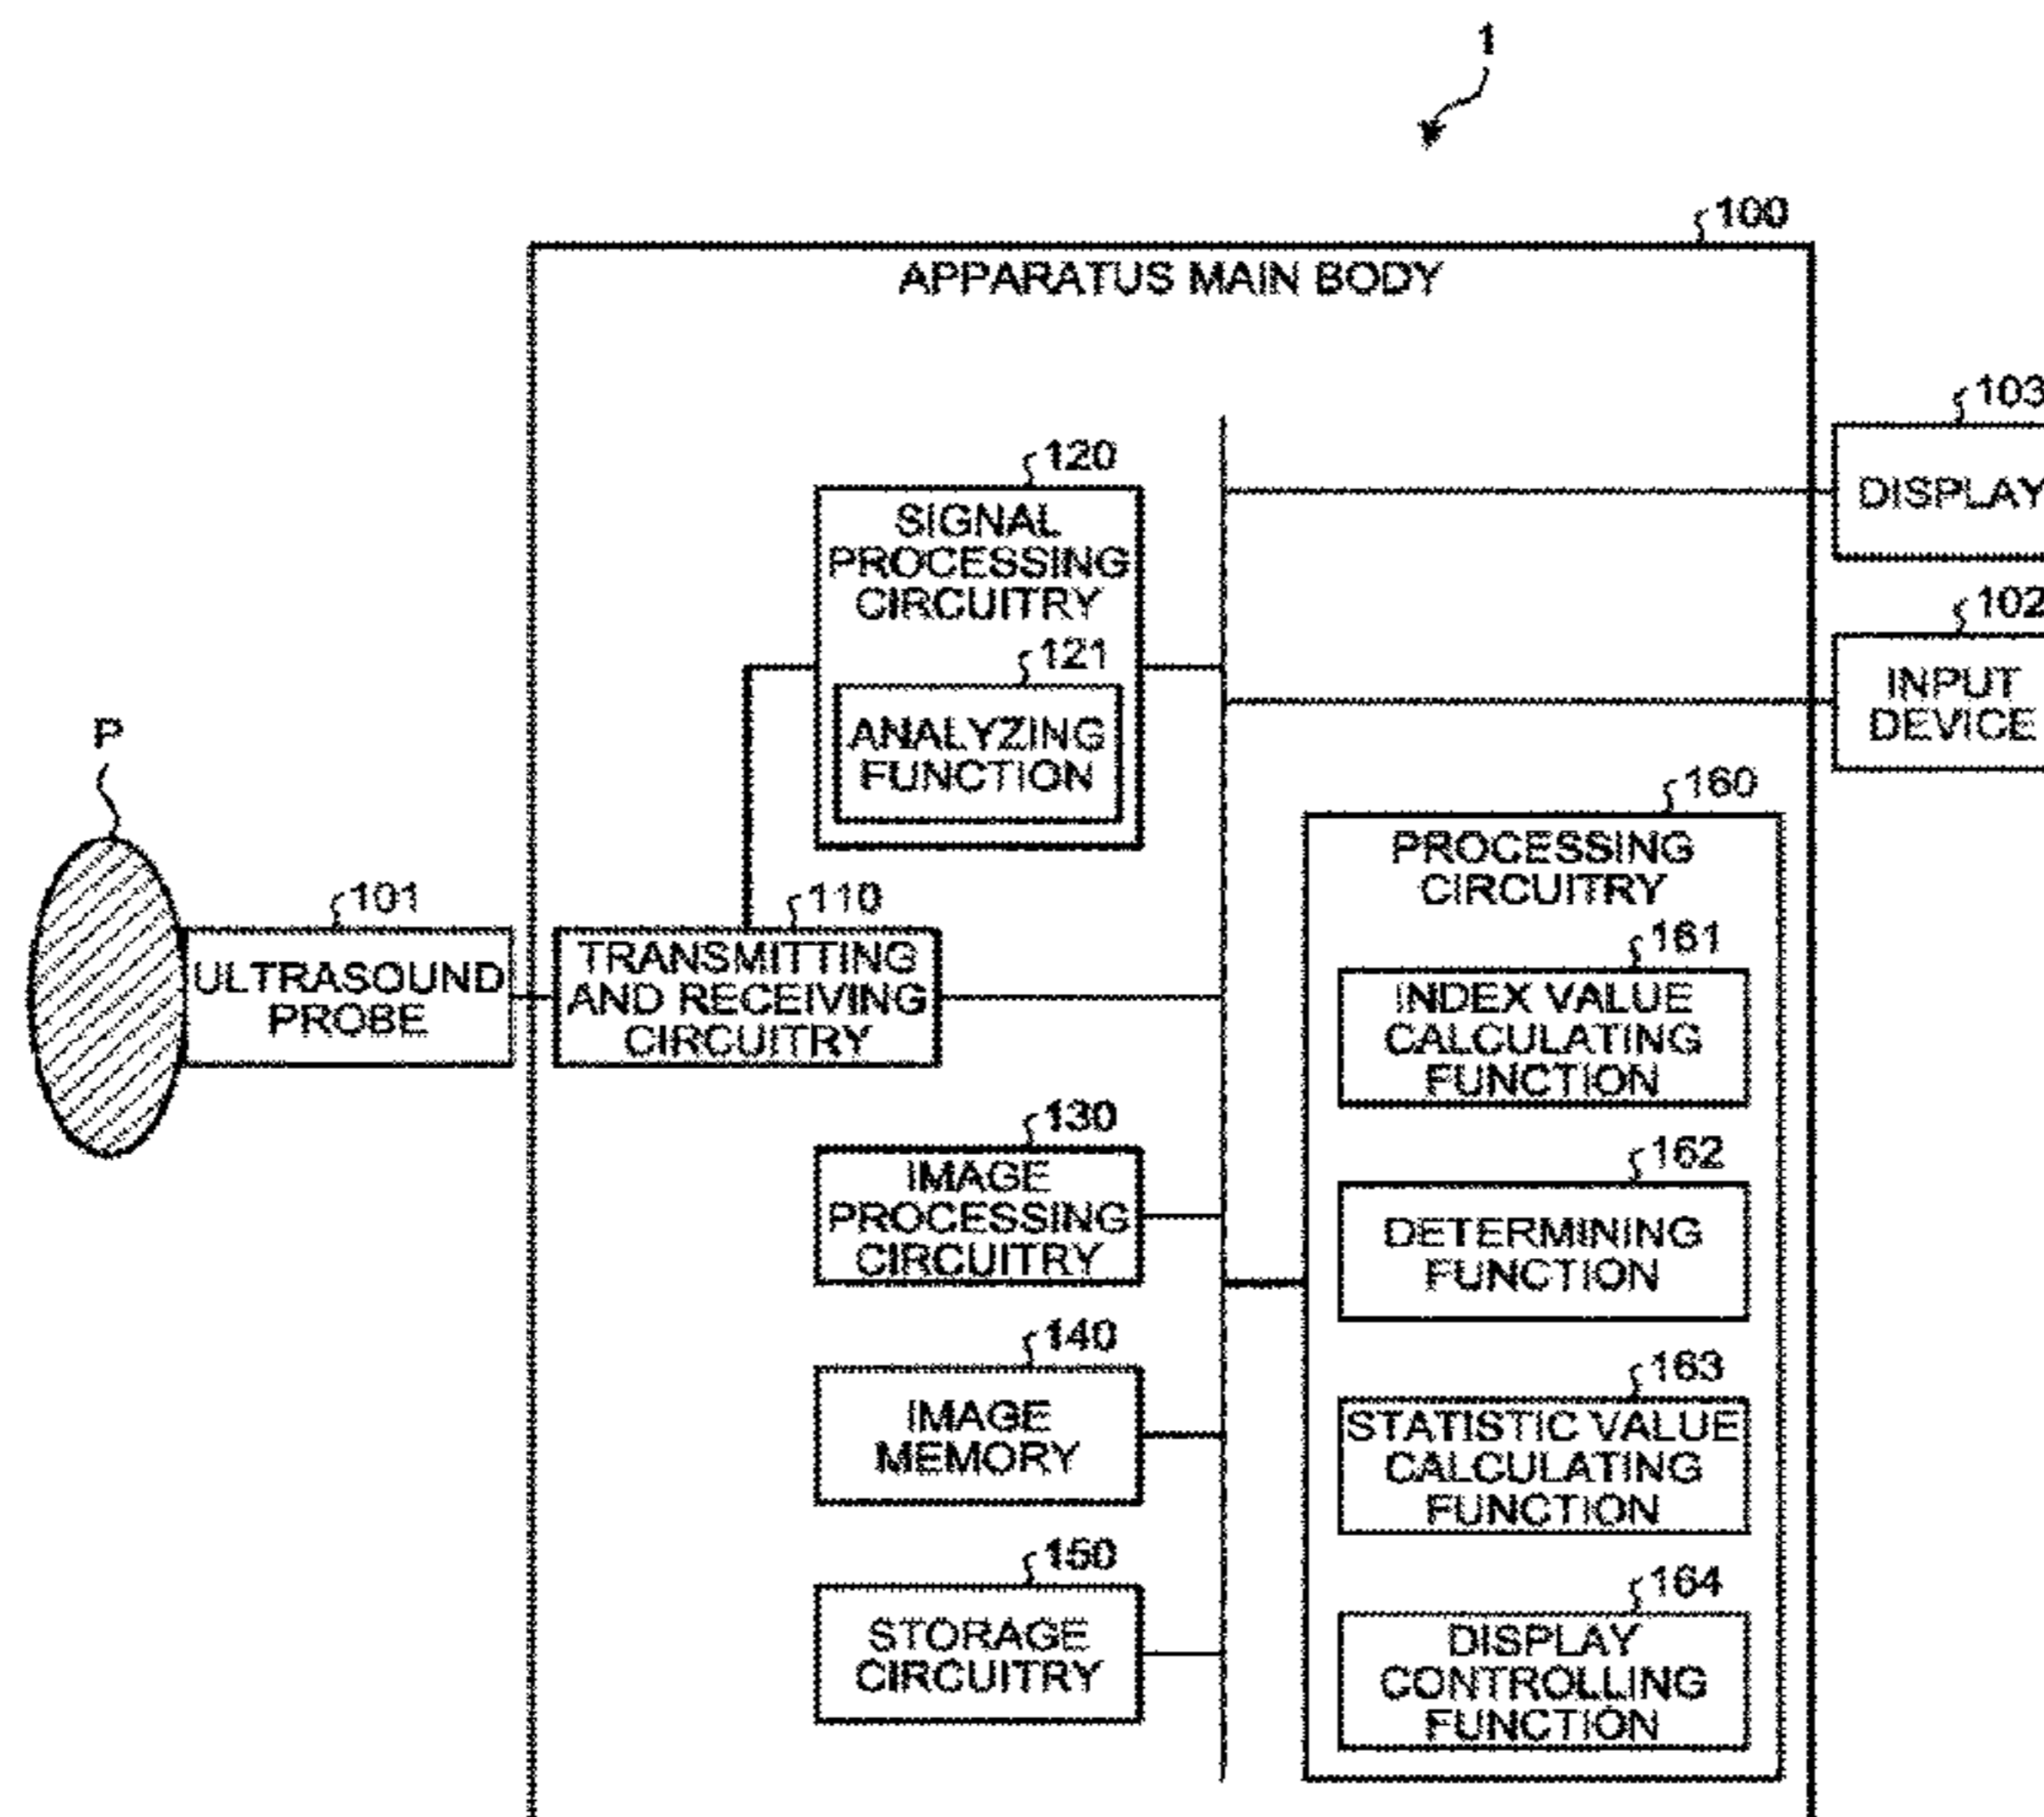 1
100
APPARATUS MAIN BODY
103
DISPLAY
120
SIGNAL
PROCESSING
CIRCUITRY
121
ANALYZING
FUNCTION
102
INPUT
DEVICE
P
101
ULTRASOUND
PROBE
110
TRANSMITTING
AND RECEIVING
CIRCUITRY
160
PROCESSING
CIRCUITRY
161
INDEX VALUE
CALCULATING
FUNCTION
130
IMAGE
PROCESSING
CIRCUITRY
162
DETERMINING
FUNCTION
140
IMAGE
MEMORY
163
STATISTIC VALUE
CALCULATING
FUNCTION
150
STORAGE
CIRCUITRY
164
DISPLAY
CONTROLLING
FUNCTION